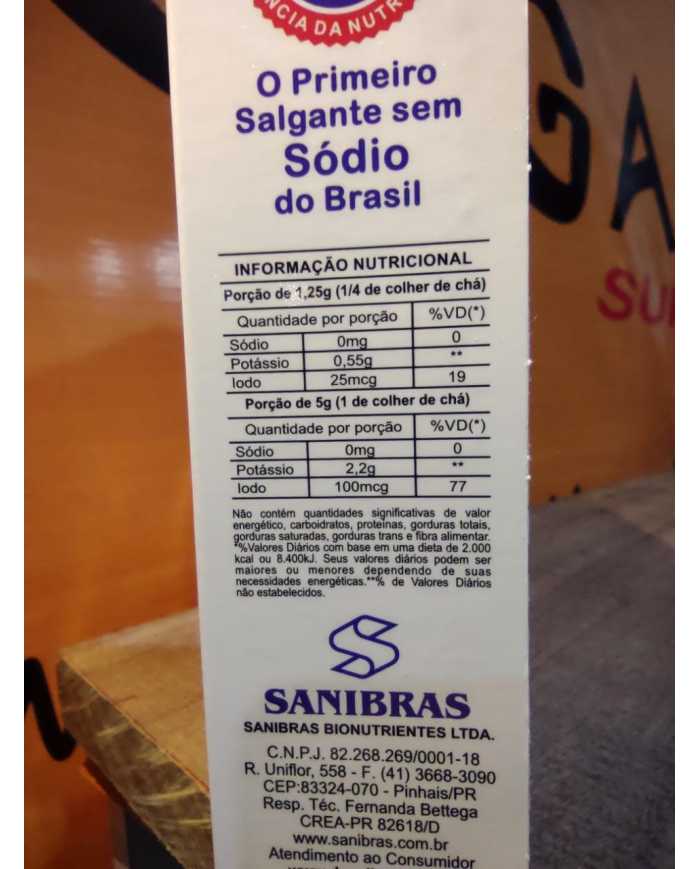 CIA DA NUTR
O Primeiro
Salgante sem
Sódio
do Brasil
GA
SU
INFORMAÇÃO NUTRICIONAL
Porção de 1,25g (1/4 de colher de chá)
Quantidade por porção %VD(*)
Sódio 0mg 0
Potássio 0,55g **
Iodo 25mcg 19
Porção de 5g (1 de colher de chá)
Quantidade por porção %VD(*)
Sódio 0mg 0
Potássio 2,2g **
Iodo 100mcg 77
Não contém quantidades significativas de valor
energético, carboidratos, proteínas, gorduras totais,
gorduras saturadas, gorduras trans e fibra alimentar.
*%Valores Diários com base em uma dieta de 2.000
kcal ou 8.400kJ. Seus valores diários podem ser
maiores ou menores dependendo de suas
necessidades energéticas.**% de Valores Diários
não estabelecidos.
SANIBRAS
SANIBRAS BIONUTRIENTES LTDA.
C.N.P.J. 82.268.269/0001-18
R. Uniflor, 558 - F. (41) 3668-3090
CEP:83324-070 - Pinhais/PR
Resp. Téc. Fernanda Bettega
CREA-PR 82618/D
www.sanibras.com.br
Atendimento ao Consumidor